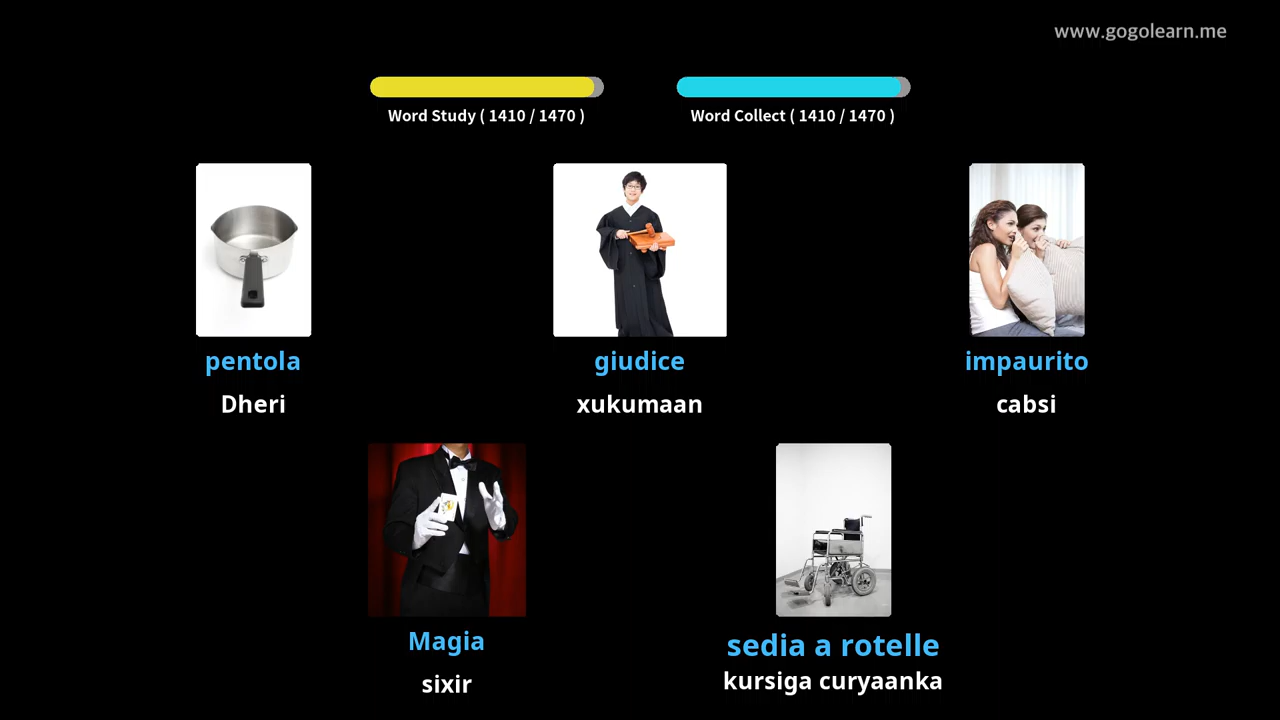 www.gogolearn.me
Word Study ( 1410 / 1470 )
Word Collect ( 1410 / 1470 )
pentola
Dheri
giudice
xukumaan
impaurito
cabsi
Magia
sixir
sedia a rotelle
kursiga curyaanka